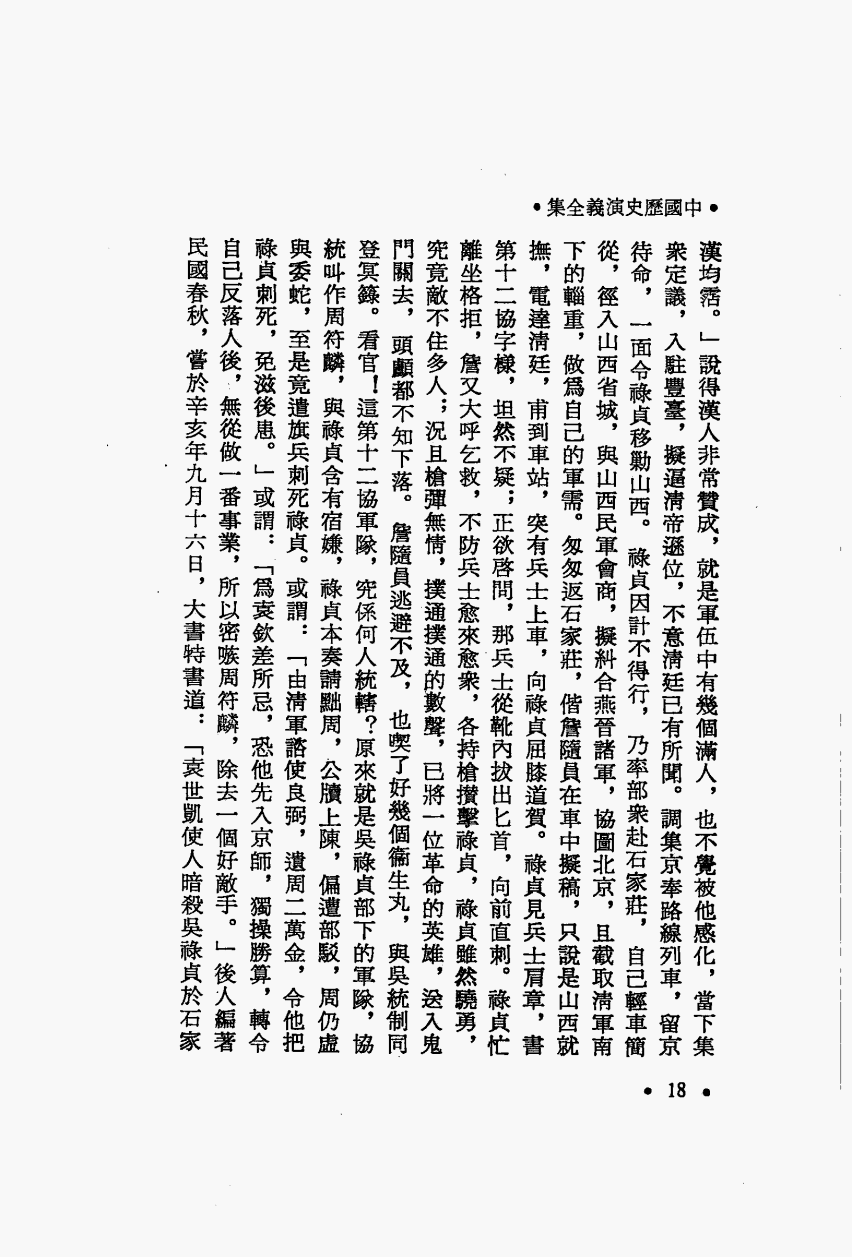 •中國歷史演義全集•
漢均霑。」說得漢人非常贊成，就是軍伍中有幾個滿人，也不覺被他感化，當下集
衆定議，入駐豐臺，擬逼清帝遜位，不意清廷已有所聞。調集京奉路線列車，留京
待命，一面令祿貞移勦山西。祿貞因計不得行，乃率部衆赴石家莊，自己輕車簡
從，徑入山西省城，與山西民軍會商，擬糾合燕晉諸軍，協圖北京，且截取清軍南
下的輜重，做爲自己的軍需。匆匆返石家莊，偕詹隨員在車中擬稿，只說是山西就
撫，電達清廷，甫到車站，突有兵士上車，向祿貞屈膝道賀。祿貞見兵士肩章，書
第十二協字樣，坦然不疑；正欲啓問，那兵士從靴內拔出匕首，向前直刺。祿貞忙
離坐格拒，詹又大呼乞救，不防兵士愈來愈衆，各持槍攢擊祿貞，祿貞雖然驍勇，
究竟敵不住多人；況且槍彈無情，撲通撲通的數聲，已將一位革命的英雄，送入鬼
門關去，頭顱都不知下落。詹隨員逃避不及，也喫了好幾個衞生丸，與吳統制同
登冥籙。看官！這第十二協軍隊，究係何人統轄？原來就是吳祿貞部下的軍隊，協
統叫作周符麟，與祿貞含有宿嫌，祿貞本奏請黜周，公牘上陳，偏遭部駁，周仍虛
與委蛇，至是竟遣旗兵刺死祿貞。或謂：「由清軍諮使良弼，遺周二萬金，令他把
祿貞刺死，免滋後患。」或謂：「爲袁欽差所忌，恐他先入京師，獨操勝算，轉令
自己反落人後，無從做一番事業，所以密嗾周符麟，除去一個好敵手。」後人編著
民國春秋，嘗於辛亥年九月十六日，大書特書道：「袁世凱使人暗殺吳祿貞於石家
• 18 •